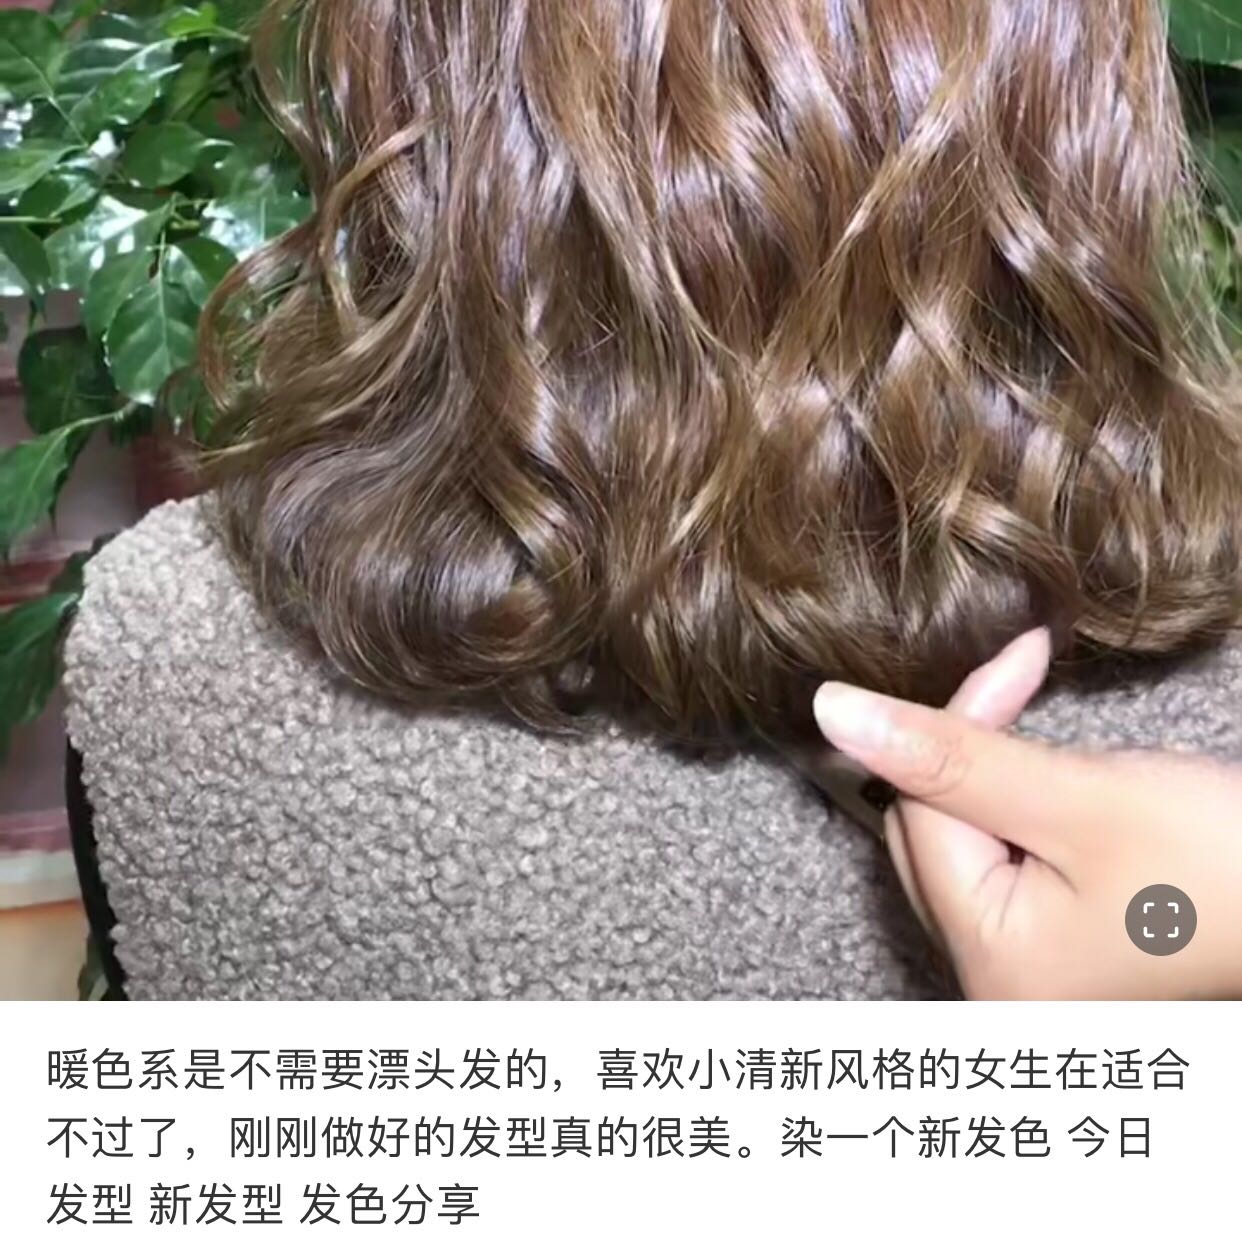 暖色系是不需要漂头发的，喜欢小清新风格的女生在适合
不过了，刚刚做好的发型真的很美。染一个新发色 今日
发型 新发型 发色分享